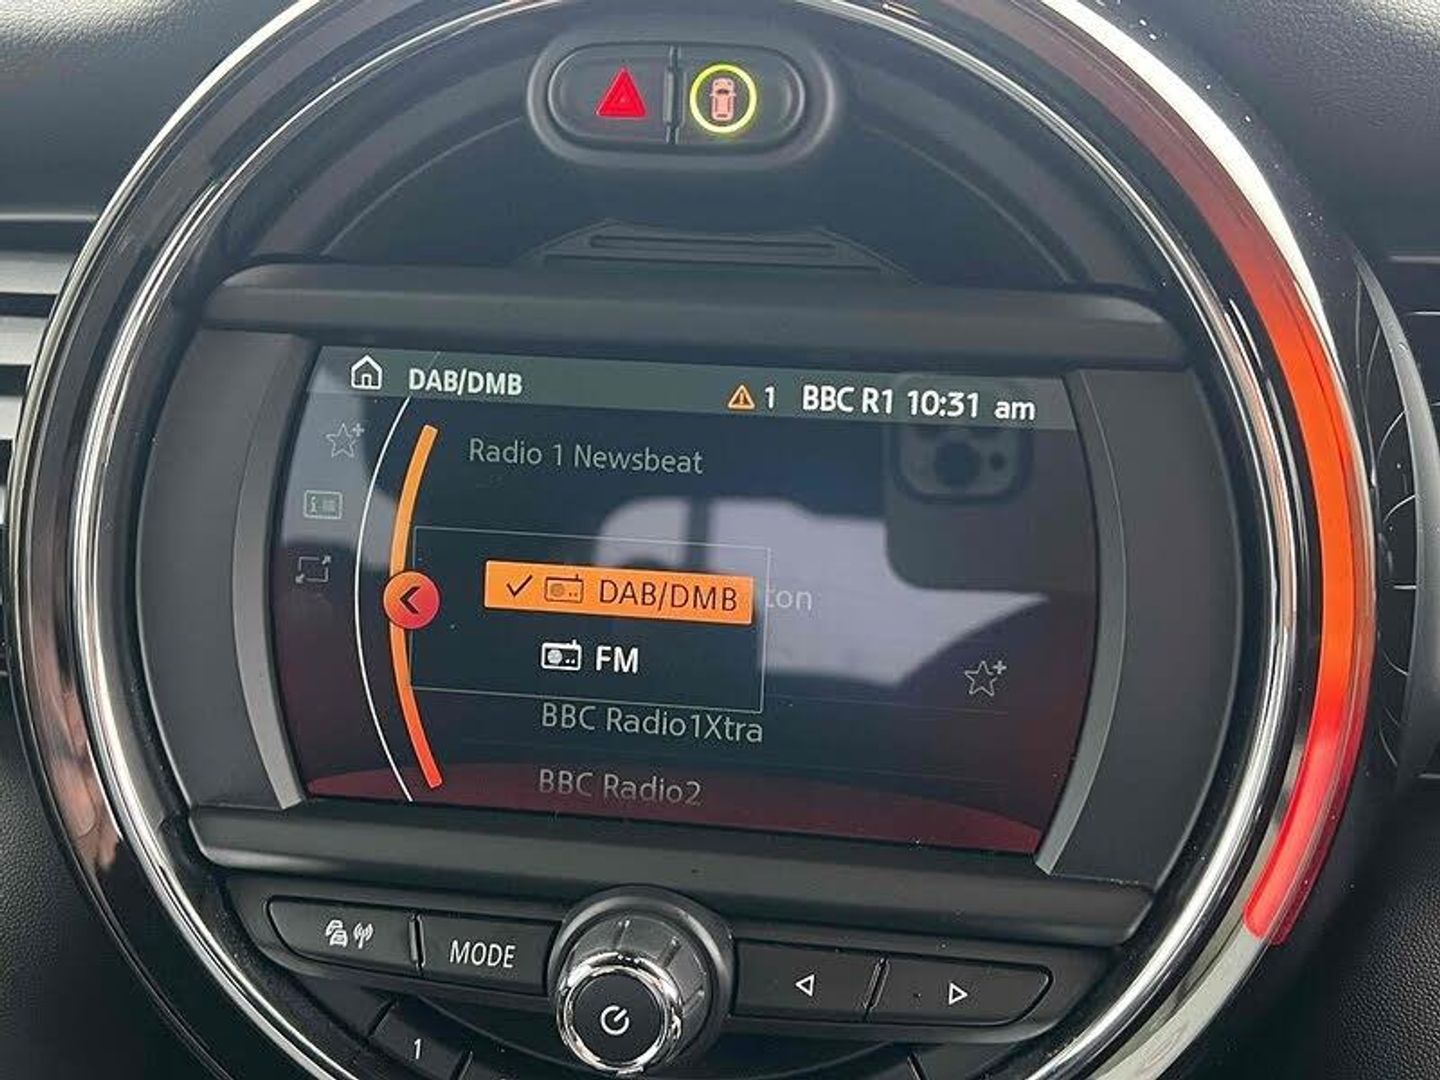 DAB/DMB
1 BBC R1 10:31 am
Radio 1 Newsbeat
DAB/DMB
ton
FM
BBC Radio1Xtra
BBC Radio2
MODE
1